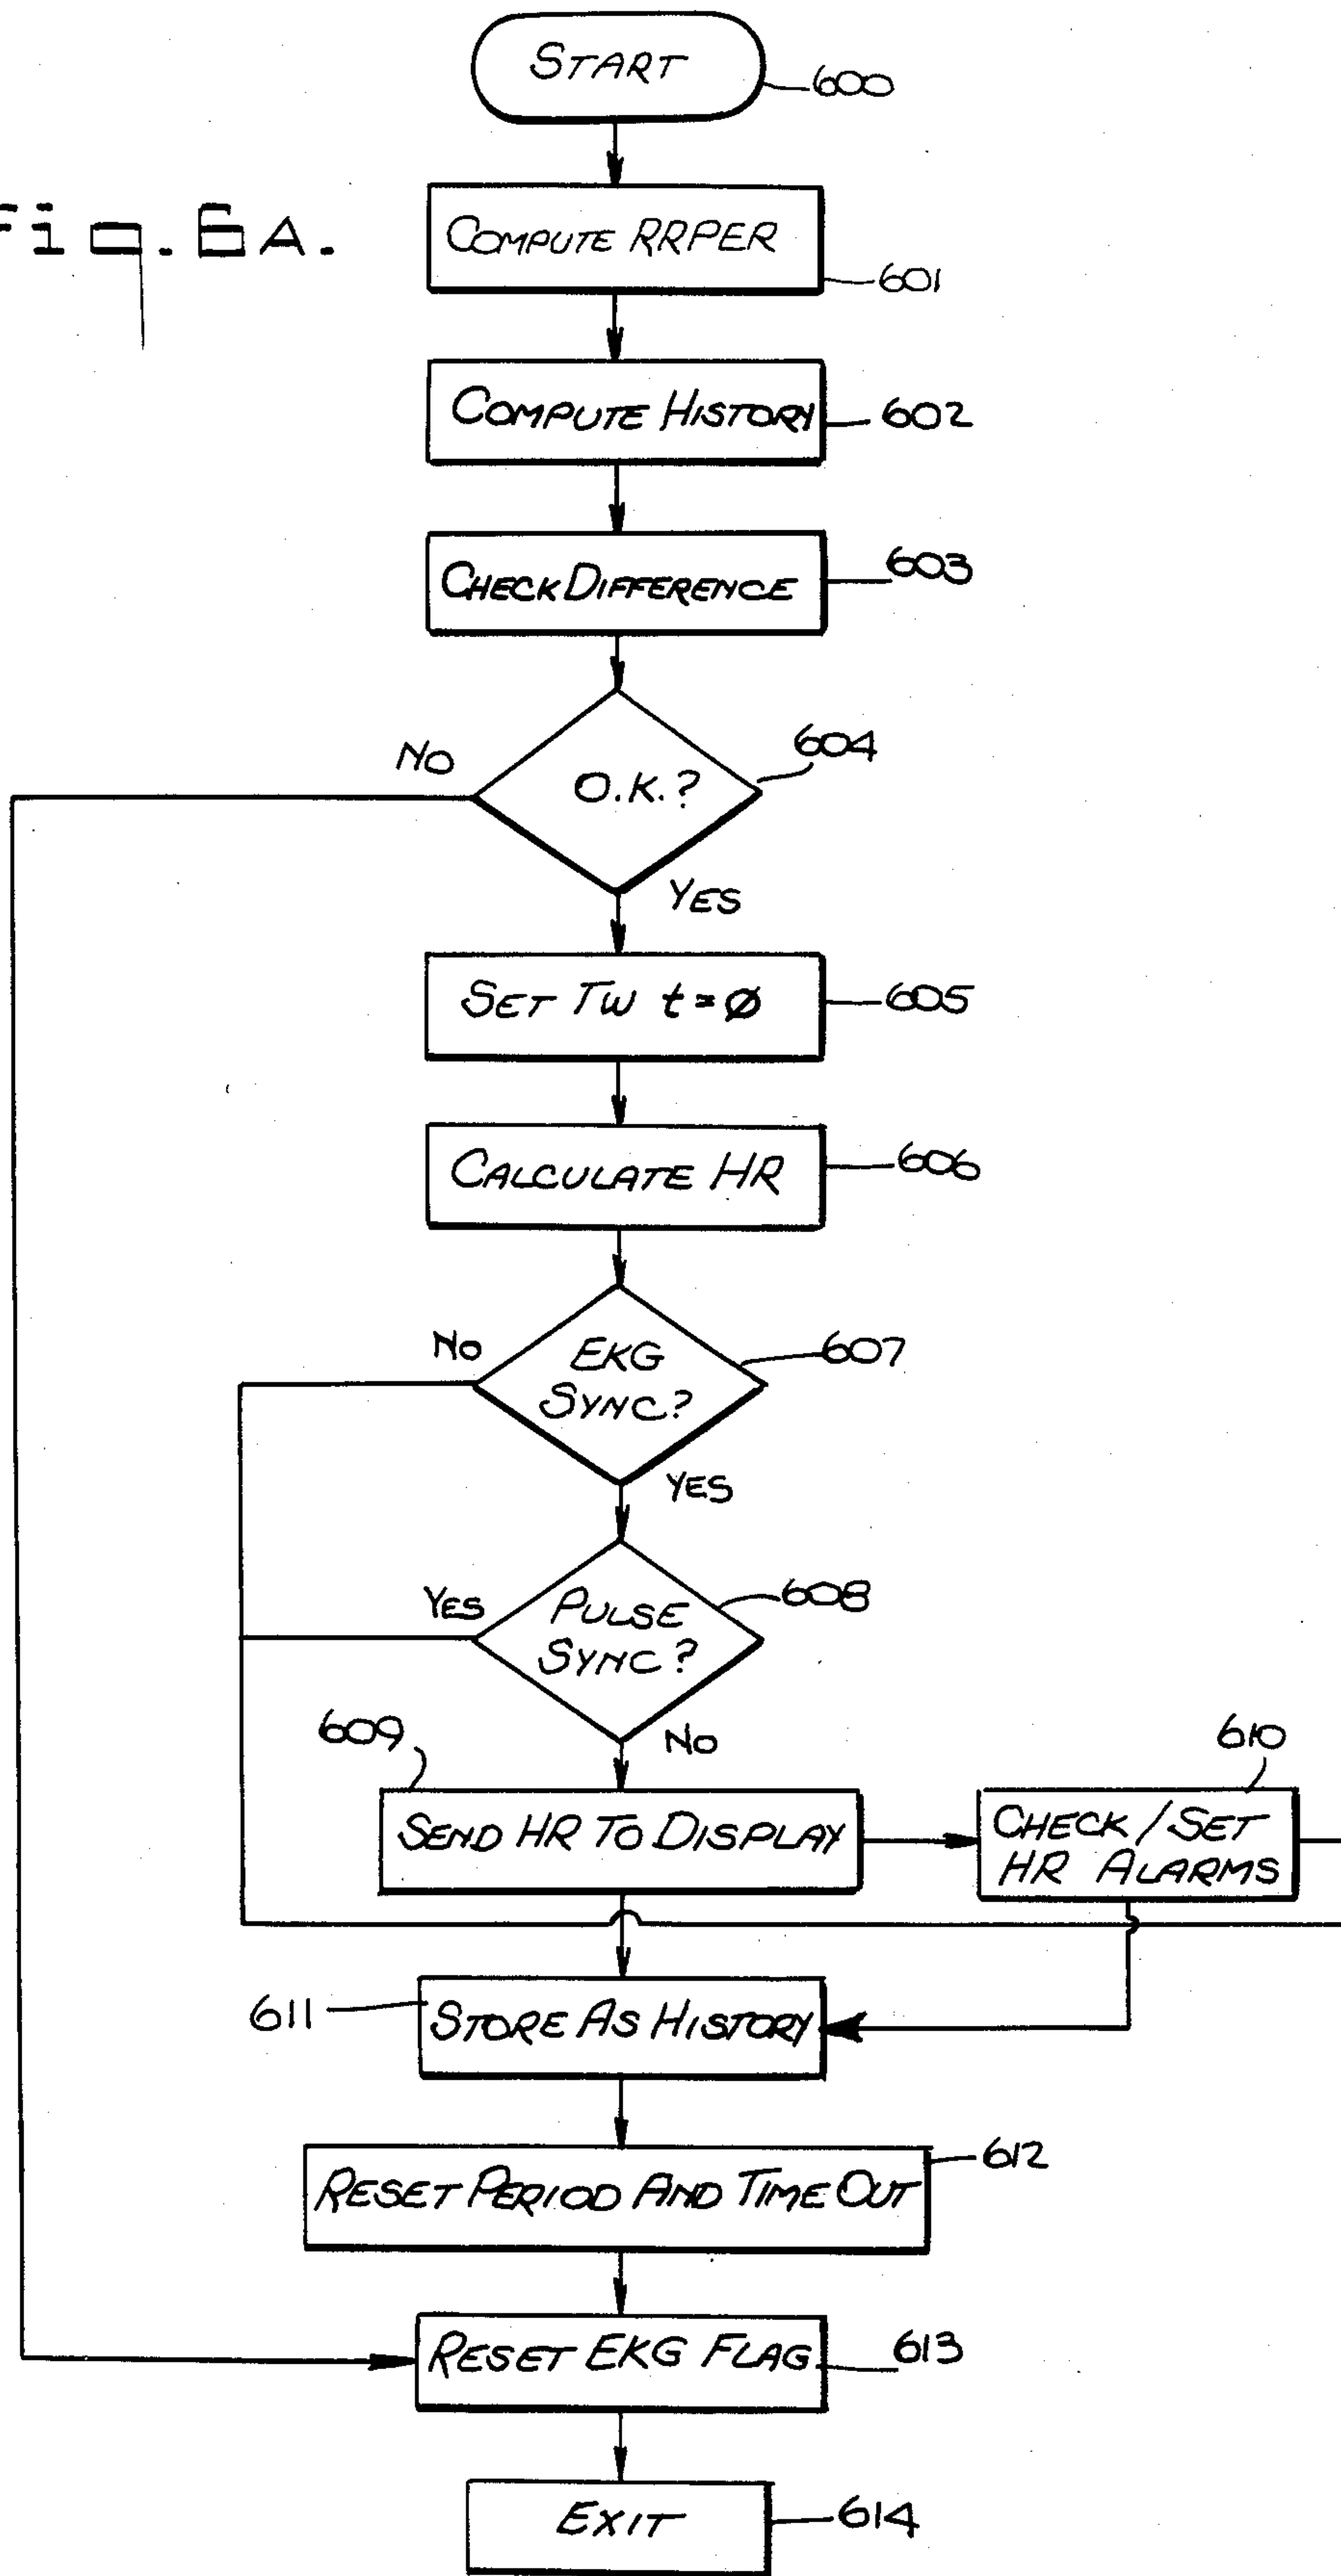 START
600
Fig. 6A.
COMPUTE RRPER
601
COMPUTE HISTORY
602
CHECK DIFFERENCE
603
NO
O.K.?
604
YES
SET TW t=Ø
605
CALCULATE HR
606
NO
EKG
SYNC?
607
YES
YES
PULSE
SYNC?
608
NO
609
610
SEND HR TO DISPLAY
CHECK/SET
HR ALARMS
611
STORE AS HISTORY
RESET PERIOD AND TIME OUT
612
RESET EKG FLAG
613
EXIT
614